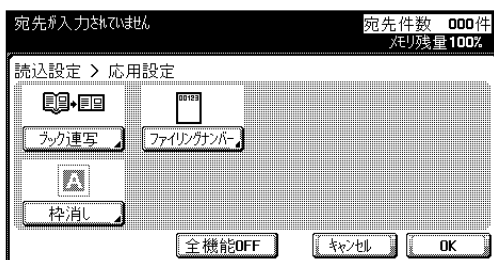 宛先が入力されていません 宛先件数 000件
メモリ残量100%
読込設定 > 応用設定
00123
ブック連写 ファイリングナンバー
A
枠消し
全機能OFF キャンセル OK